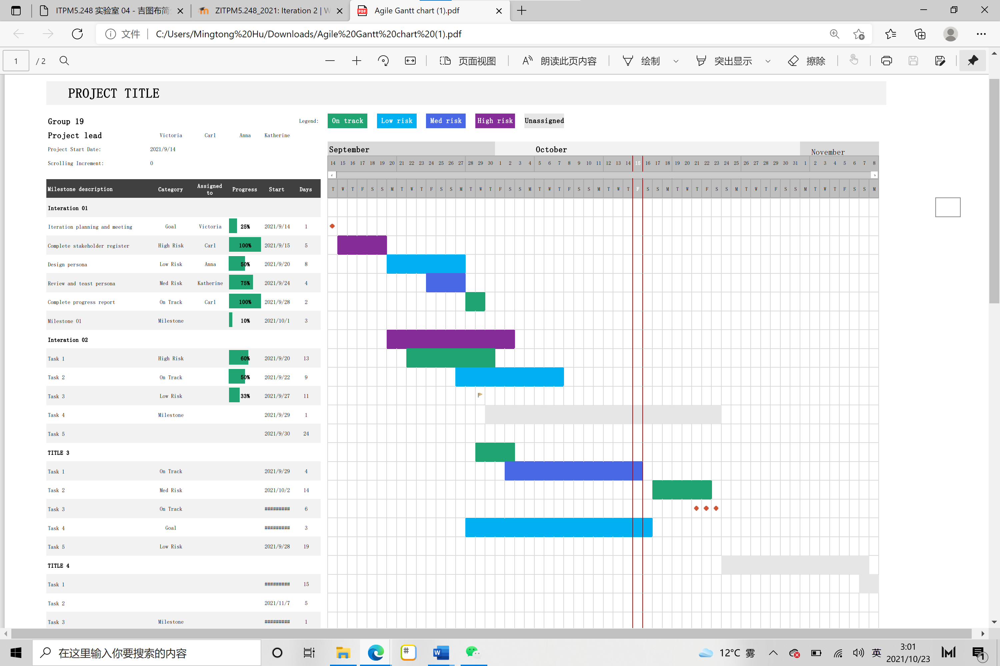 ITPM5.248 实验室 04 - 吉图布简
ZITPM5.248_2021: Iteration 2 | W
Agile Gantt chart (1).pdf
文件
C:/Users/Mingtong%20Hu/Downloads/Agile%20Gantt%20chart%20(1).pdf
1 / 2
页面视图
朗读此页内容
绘制
突出显示
擦除
PROJECT TITLE
Group 19
Legend: On track Low risk Med risk High risk Unassigned
Project lead Victoria Carl Anna Katherine
Project Start Date: 2021/9/14
September October November
Scrolling Increment: 0
14 15 16 17 18 19 20 21 22 23 24 25 26 27 28 29 30 1 2 3 4 5 6 7 8 9 10 11 12 13 14 15 16 17 18 19 20 21 22 23 24 25 26 27 28 29 30 31 1 2 3 4 5 6 7 8
Milestone description Category Assigned to Progress Start Days
T W T F S S M T W T F S S M T W T F S S M T W T F S S M T W T F S S M T W T F S S M T W T F S S M T W T F S S M
Interation 01
Iteration planning and meeting Goal Victoria 25% 2021/9/14 1
Complete stakeholder register High Risk Carl 100% 2021/9/15 5
Design persona Low Risk Anna 50% 2021/9/20 8
Review and teast persona Med Risk Katherine 75% 2021/9/24 4
Complete progress report On Track Carl 100% 2021/9/28 2
Milestone 01 Milestone 10% 2021/10/1 3
Interation 02
Task 1 High Risk 60% 2021/9/20 13
Task 2 On Track 50% 2021/9/22 9
Task 3 Low Risk 33% 2021/9/27 11
Task 4 Milestone 2021/9/29 1
Task 5 2021/9/30 24
TITLE 3
Task 1 On Track 2021/9/29 4
Task 2 Med Risk 2021/10/2 14
Task 3 On Track ######### 6
Task 4 Goal ######### 3
Task 5 Low Risk 2021/9/28 19
TITLE 4
Task 1 ######### 15
Task 2 2021/11/7 5
Task 3 Milestone ######### 1
在这里输入你要搜索的内容
12°C 雾
英
3:01
2021/10/23
1